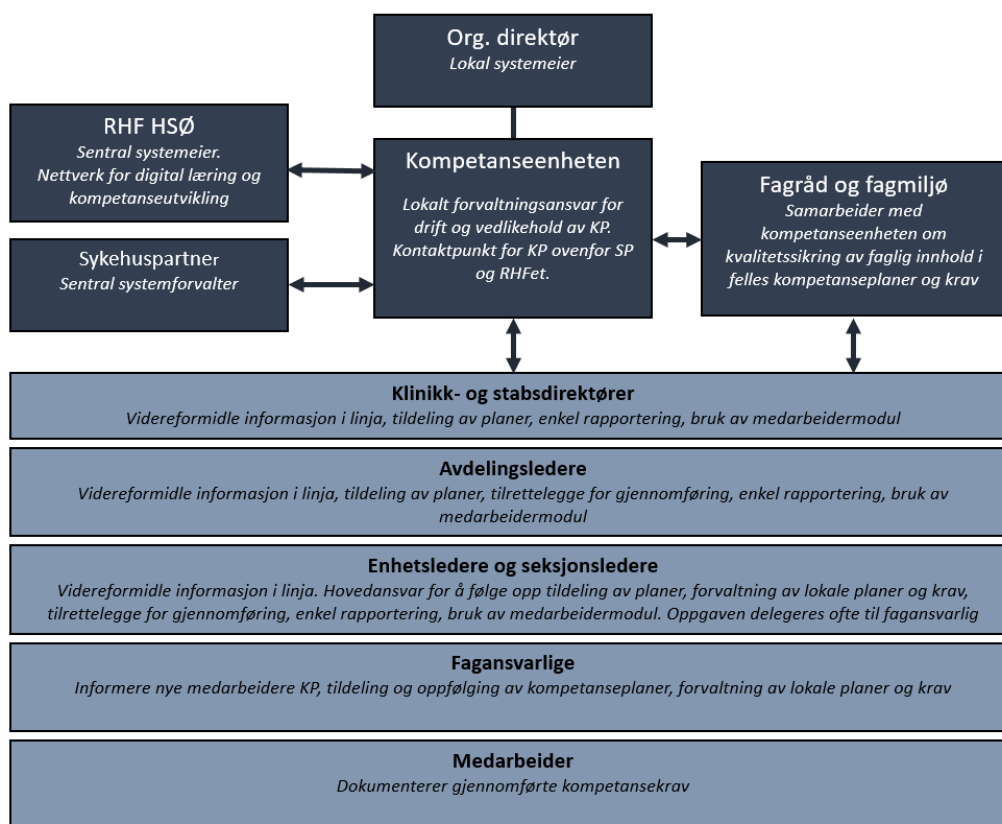 Org. direktør
Lokal systemeier
RHF HSØ
Sentral systemeier.
Nettverk for digital læring og
kompetanseutvikling
Kompetanseenheten
Lokalt forvaltningsansvar for
drift og vedlikehold av KP.
Kontaktpunkt for KP ovenfor SP
og RHFet.
Fagråd og fagmiljø
Samarbeider med
kompetanseenheten om
kvalitetssikring av faglig innhold i
felles kompetanseplaner og krav
Sykehuspartner
Sentral systemforvalter
Klinikk- og stabsdirektører
Videreformidle informasjon i linja, tildeling av planer, enkel rapportering, bruk av medarbeidermodul
Avdelingsledere
Videreformidle informasjon i linja, tildeling av planer, tilrettelegge for gjennomføring, enkel rapportering, bruk av
medarbeidermodul
Enhetsledere og seksjonsledere
Videreformidle informasjon i linja. Hovedansvar for å følge opp tildeling av planer, forvaltning av lokale planer og krav,
tilrettelegge for gjennomføring, enkel rapportering, bruk av medarbeidermodul. Oppgaven delegeres ofte til fagansvarlig
Fagansvarlige
Informere nye medarbeidere KP, tildeling og oppfølging av kompetanseplaner, forvaltning av lokale planer og krav
Medarbeider
Dokumenterer gjennomførte kompetansekrav